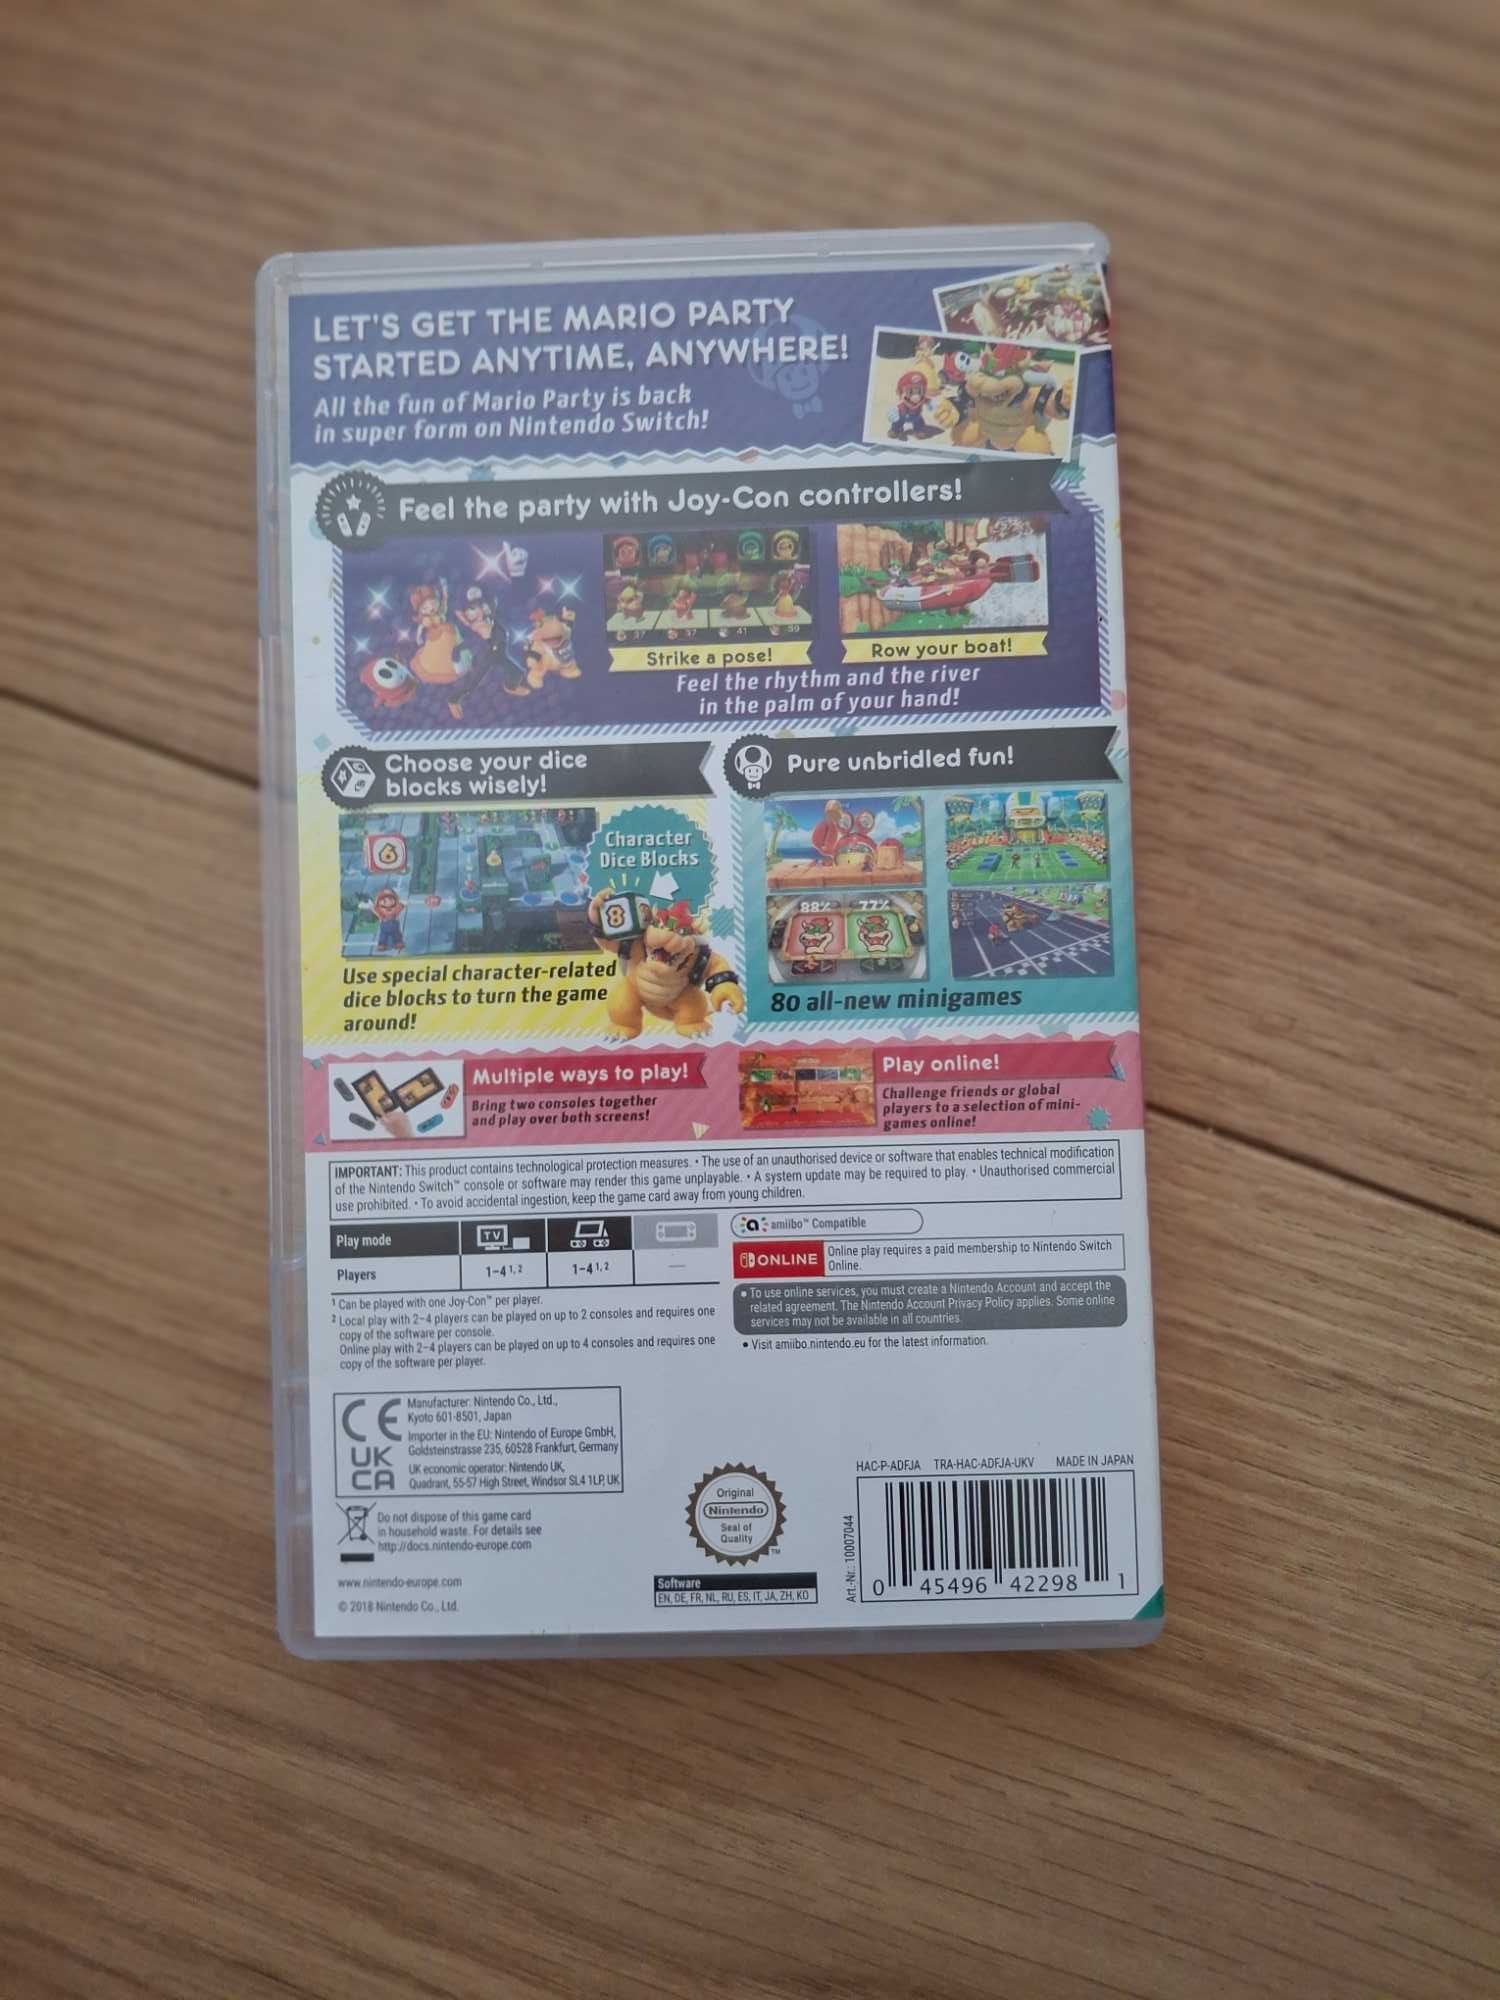 LET'S GET THE MARIO PARTY
STARTED ANYTIME, ANYWHERE!
All the fun of Mario Party is back
in super form on Nintendo Switch!
Feel the party with Joy-Con controllers!
37
37
41
39
Strike a pose!
Row your boat!
Feel the rhythm and the river
in the palm of your hand!
Choose your dice
blocks wisely!
6
Character
Dice Blocks
8
Use special character-related
dice blocks to turn the game
around!
Pure unbridled fun!
88%
77%
80 all-new minigames
Multiple ways to play!
Bring two consoles together
and play over both screens!
Play online!
Challenge friends or global
players to a selection of mini-
games online!
IMPORTANT: This product contains technological protection measures. • The use of an unauthorised device or software that enables technical modification
of the Nintendo Switch™ console or software may render this game unplayable. • A system update may be required to play. • Unauthorised commercial
use prohibited. • To avoid accidental ingestion, keep the game card away from young children.
Play mode
TV
Players
1-4 1, 2
1-4 1, 2
—
1 Can be played with one Joy-Con™ per player.
2 Local play with 2-4 players can be played on up to 2 consoles and requires one
copy of the software per console.
Online play with 2-4 players can be played on up to 4 consoles and requires one
copy of the software per player.
a amiibo™ Compatible
ONLINE
Online play requires a paid membership to Nintendo Switch
Online.
• To use online services, you must create a Nintendo Account and accept the
related agreement. The Nintendo Account Privacy Policy applies. Some online
services may not be available in all countries.
• Visit amiibo.nintendo.eu for the latest information.
CE
UK
CA
Manufacturer: Nintendo Co., Ltd.,
Kyoto 601-8501, Japan
Importer in the EU: Nintendo of Europe GmbH,
Goldsteinstrasse 235, 60528 Frankfurt, Germany
UK economic operator: Nintendo UK,
Quadrant, 55-57 High Street, Windsor SL4 1LP, UK
Do not dispose of this game card
in household waste. For details see
http://docs.nintendo-europe.com
www.nintendo-europe.com
© 2018 Nintendo Co., Ltd.
Original
Nintendo
Seal of
Quality
TM
Software
EN, DE, FR, NL, RU, ES, IT, JA, ZH, KO
HAC-P-ADFJA TRA-HAC-ADFJA-UKV MADE IN JAPAN
Art.-Nr.: 10007044
0 45496 42298 1